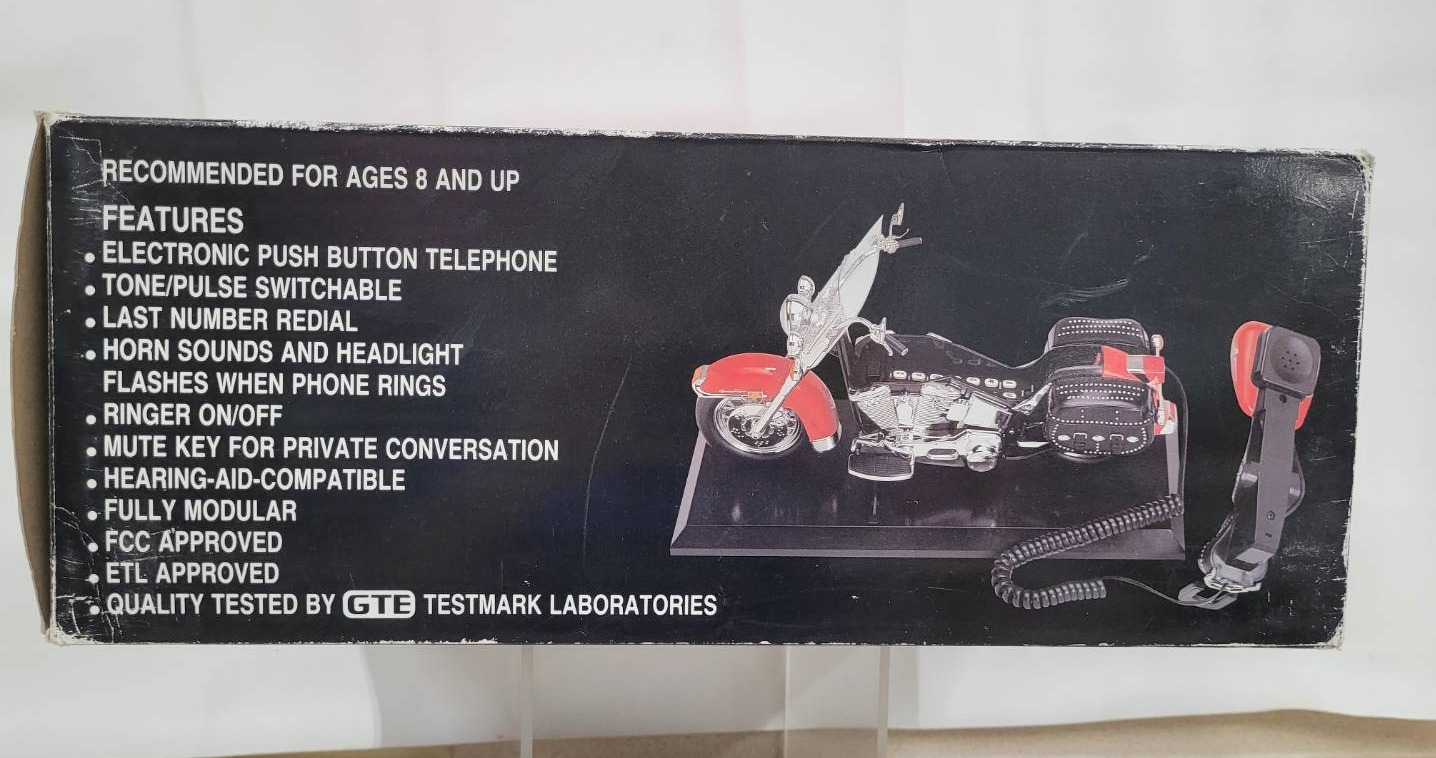 RECOMMENDED FOR AGES 8 AND UP
FEATURES
• ELECTRONIC PUSH BUTTON TELEPHONE
• TONE/PULSE SWITCHABLE
• LAST NUMBER REDIAL
• HORN SOUNDS AND HEADLIGHT
FLASHES WHEN PHONE RINGS
• RINGER ON/OFF
• MUTE KEY FOR PRIVATE CONVERSATION
• HEARING-AID-COMPATIBLE
• FULLY MODULAR
• FCC APPROVED
• ETL APPROVED
• QUALITY TESTED BY GTE TESTMARK LABORATORIES